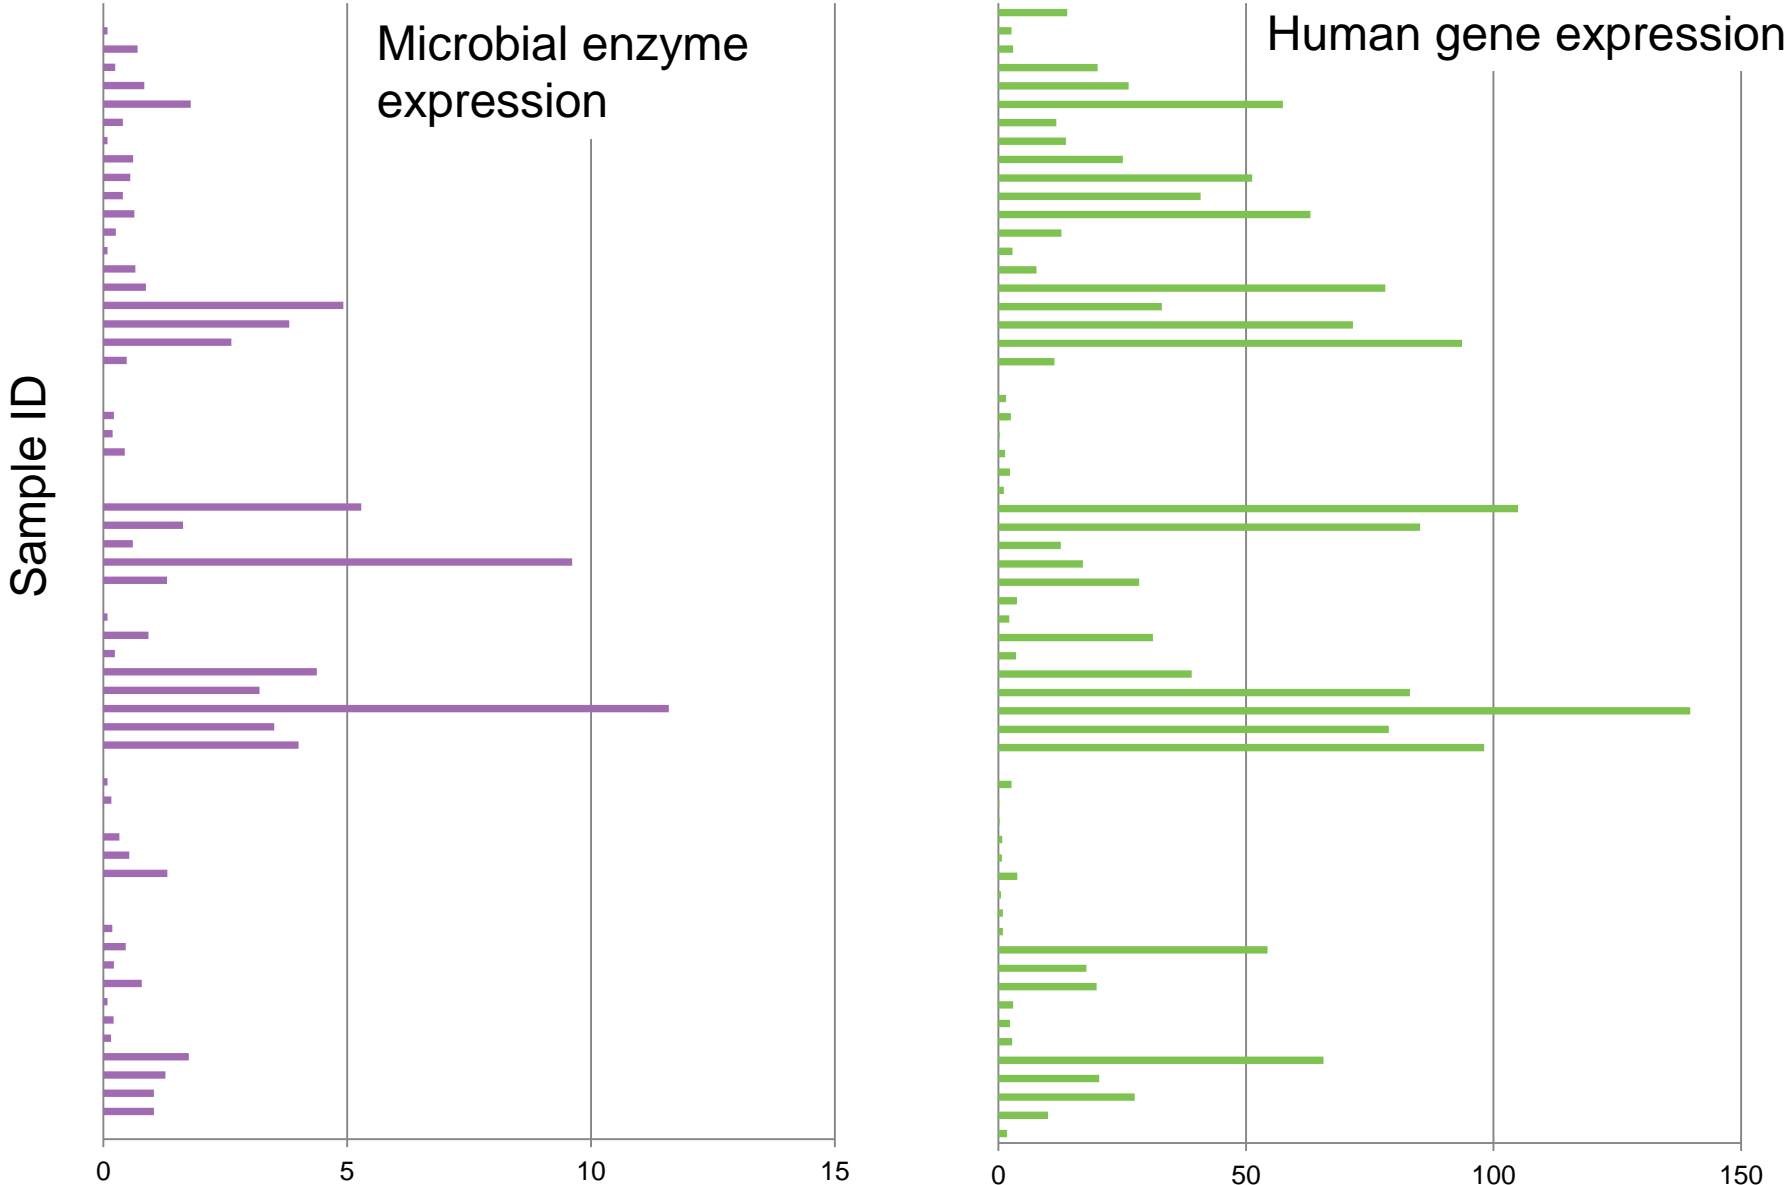 Microbial enzyme
expression
Human gene expression
Sample ID
0 5 10 15
0 50 100 150